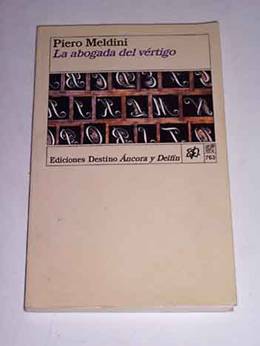 Piero Meldini
La abogada del vértigo
Ediciones Destino Áncora y Delfín
763